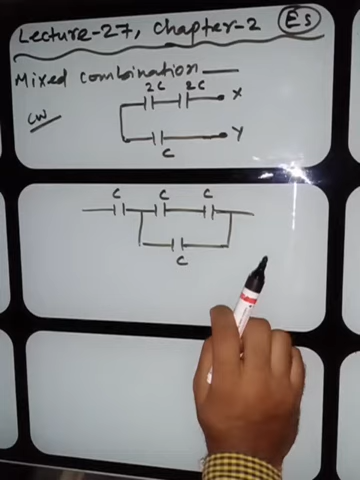 Lecture-27, Chapter-2 Es
Mixed combination
2C 2C
X
CW
Y
C
C C C
C